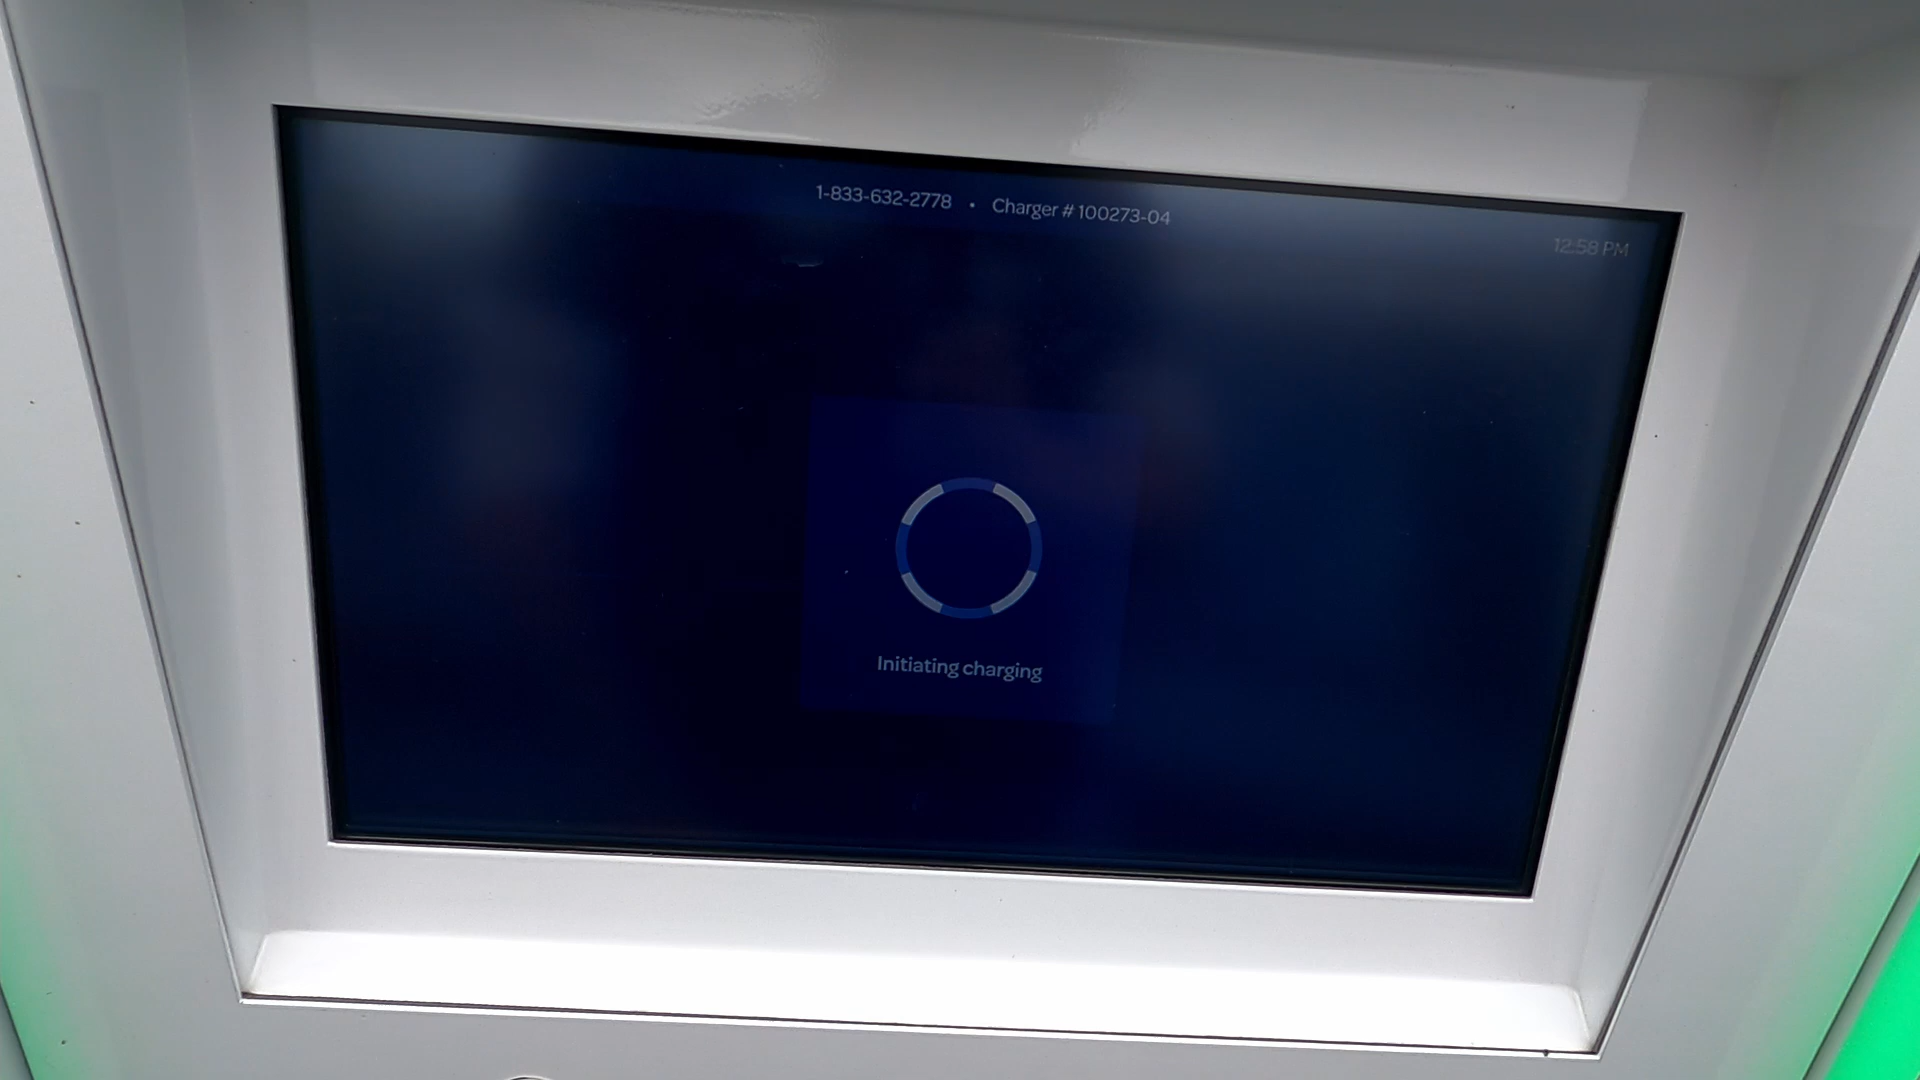 1-833-632-2778 • Charger # 100273-04
12:58 PM
Initiating charging